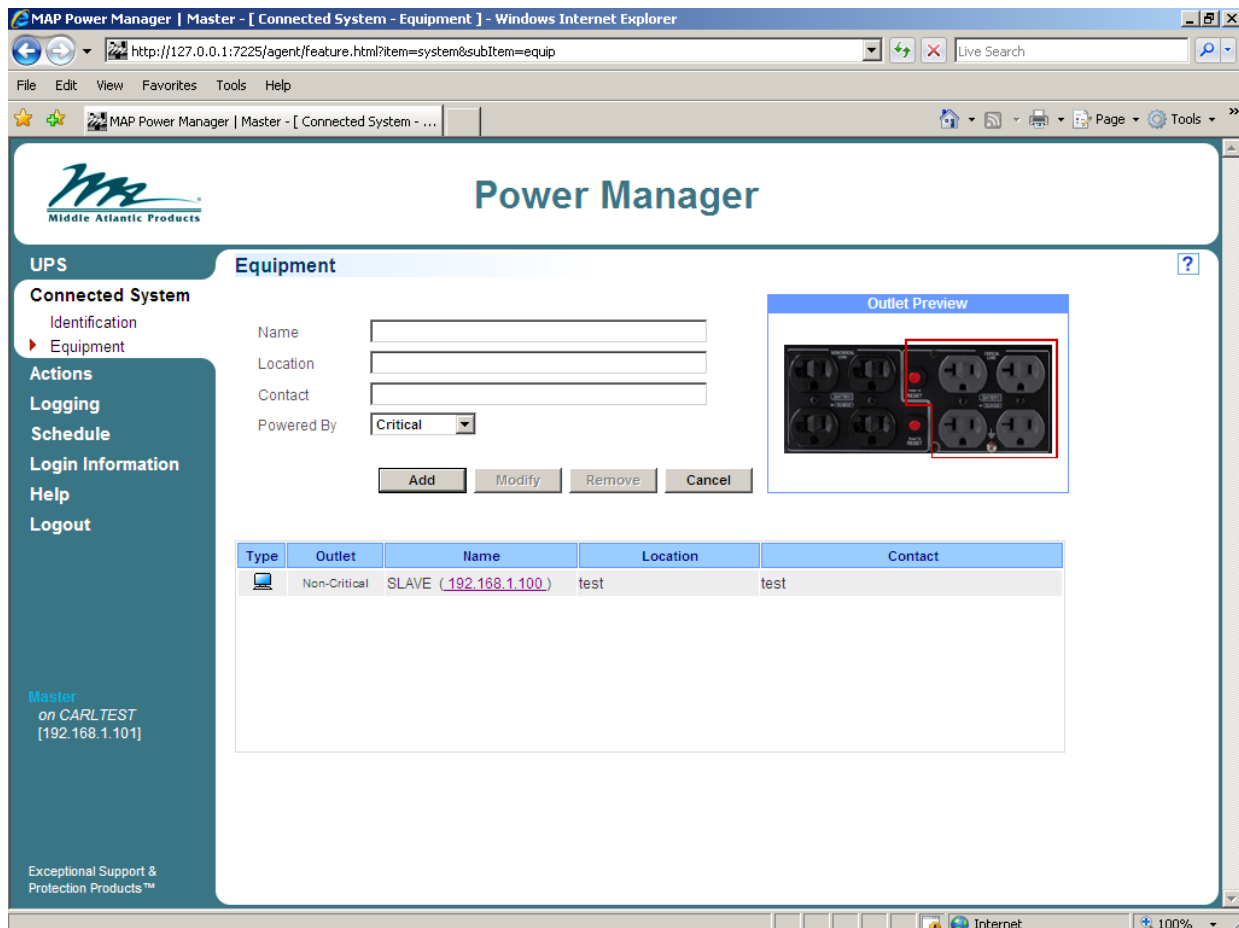 MAP Power Manager | Master - [ Connected System - Equipment ] - Windows Internet Explorer
http://127.0.0.1:7225/agent/feature.html?item=system&subItem=equip
Live Search
File Edit View Favorites Tools Help
MAP Power Manager | Master - [ Connected System - ...
Page Tools »
Middle Atlantic Products
Power Manager
UPS
Connected System
Identification
Equipment
Actions
Logging
Schedule
Login Information
Help
Logout
Master
on CARLTEST
[192.168.1.101]
Exceptional Support &
Protection Products™
Equipment
?
Name
Location
Contact
Powered By Critical
Add Modify Remove Cancel
Outlet Preview
RESET
Type Outlet Name Location Contact
Non-Critical SLAVE ( 192.168.1.100 ) test test
Internet 100%